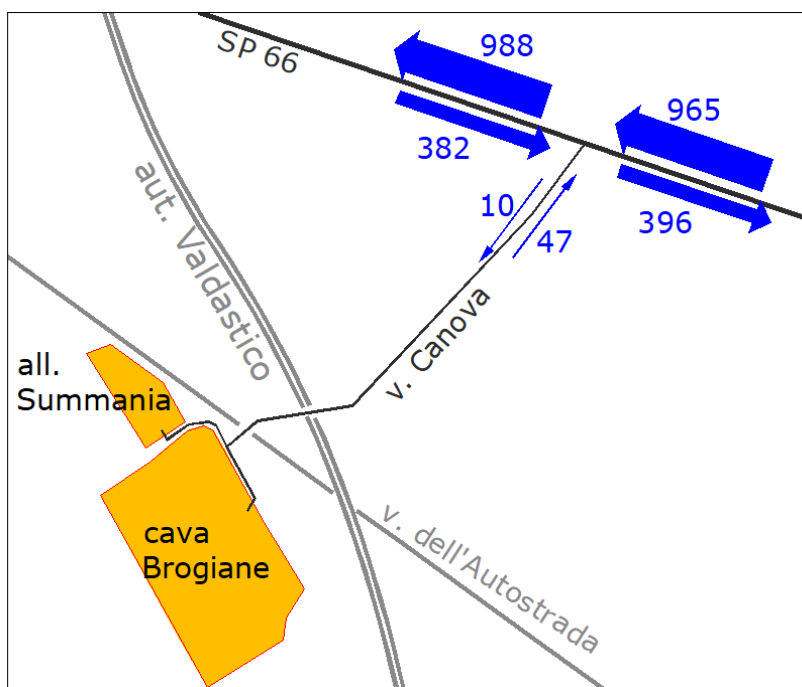 SP 66
988
965
382
396
10
47
aut. Valdastico
v. Canova
all.
Summania
cava
Brogiane
v. dell'Autostrada